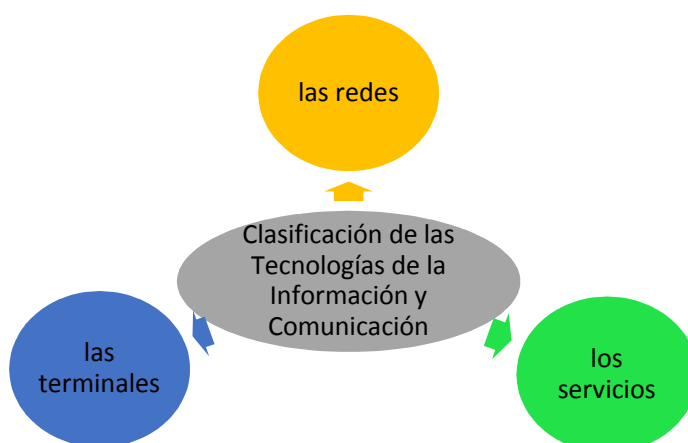 las redes
Clasificación de las
Tecnologías de la
Información y
Comunicación
las
terminales
los
servicios